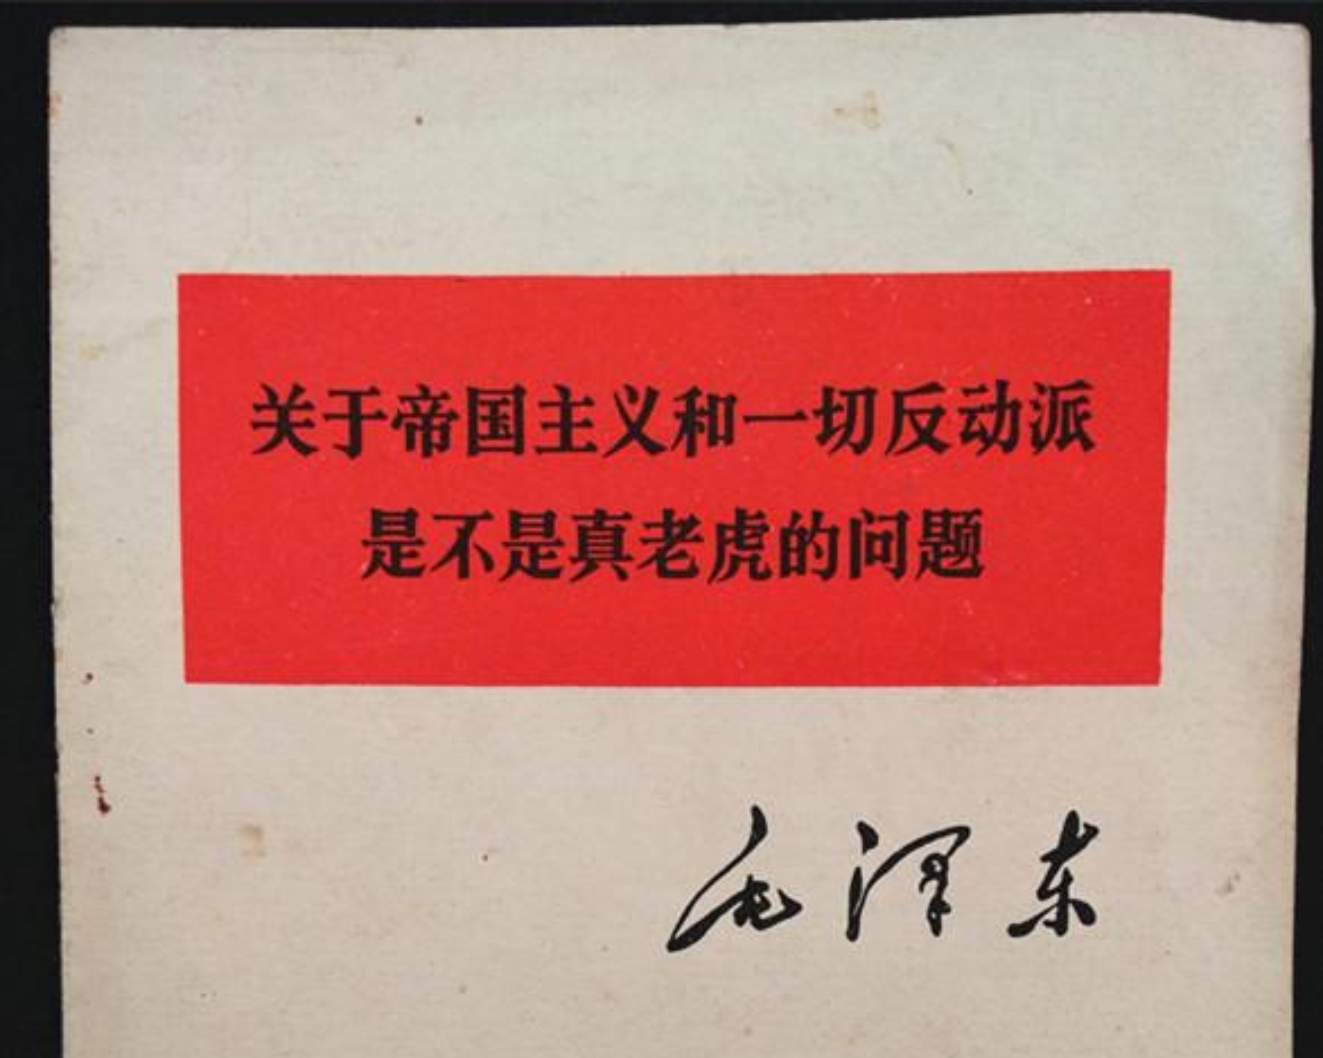 关于帝国主义和一切反动派
是不是真老虎的问题
毛泽东